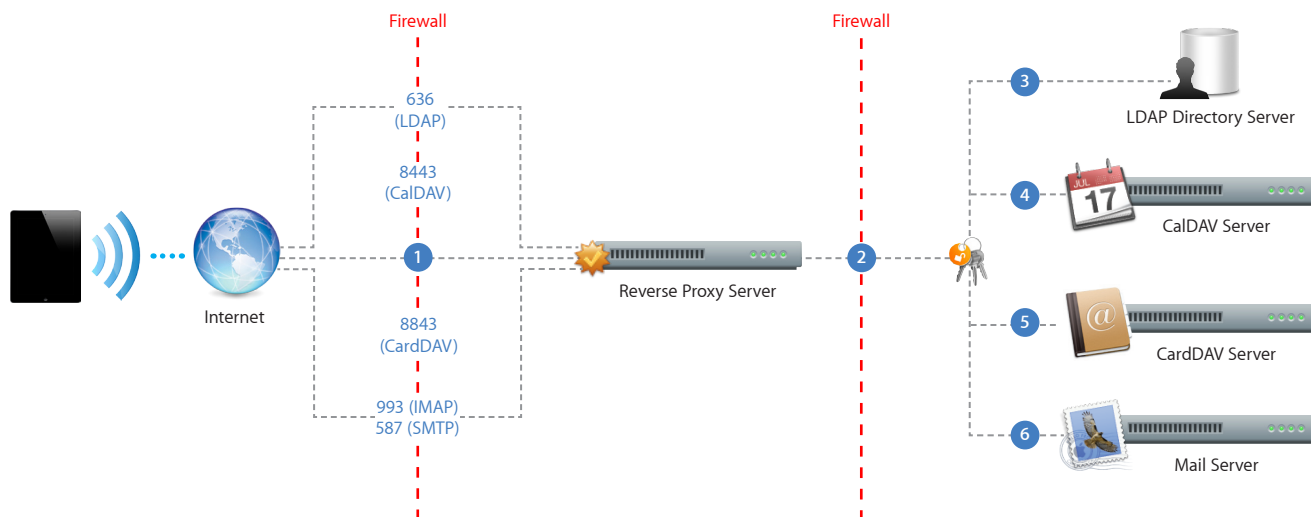 Firewall
Firewall
636
(LDAP)
8443
(CalDAV)
1
8843
(CardDAV)
993 (IMAP)
587 (SMTP)
Internet
Reverse Proxy Server
2
3
LDAP Directory Server
4
JUL
17
CalDAV Server
5
@
CardDAV Server
6
Mail Server